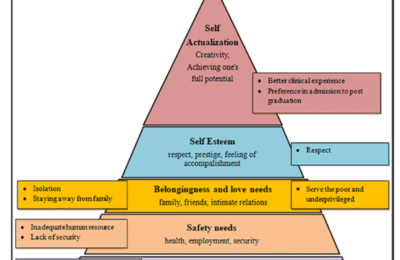 Self
Actualization
Creativity,
Achieving one's
full potential
• Better clinical experience
• Preference in admission to post
graduation
Self Esteem
respect, prestige, feeling of
accomplishment
• Respect
• Isolation
• Staying away from family
Belongingness and love needs
family, friends, intimate relations
• Serve the poor and
underprivileged
• Inadequate human resource
• Lack of security
Safety needs
health, employment, security